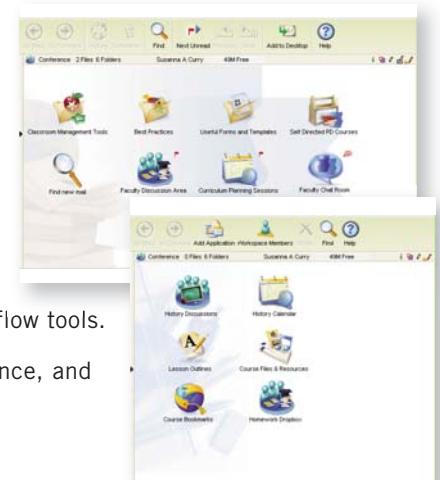 Find Next Unread Add to Desktop Help
Conference 2 Files 6 Folders Susanna A Curry 49M Free
Classroom Management Tools Best Practices Useful Forms and Templates Self Directed PD Courses
Find new mail Faculty Discussion Area Curriculum Planning Sessions Faculty Chat Room
Add Application Workspace Members Find Help
Conference 0 Files 6 Folders Susanna A Curry 49M Free
History Discussions History Calendar
Lesson Outlines Course Files & Resources
Course Bookmarks Homework Dropbox
flow tools.
nce, and